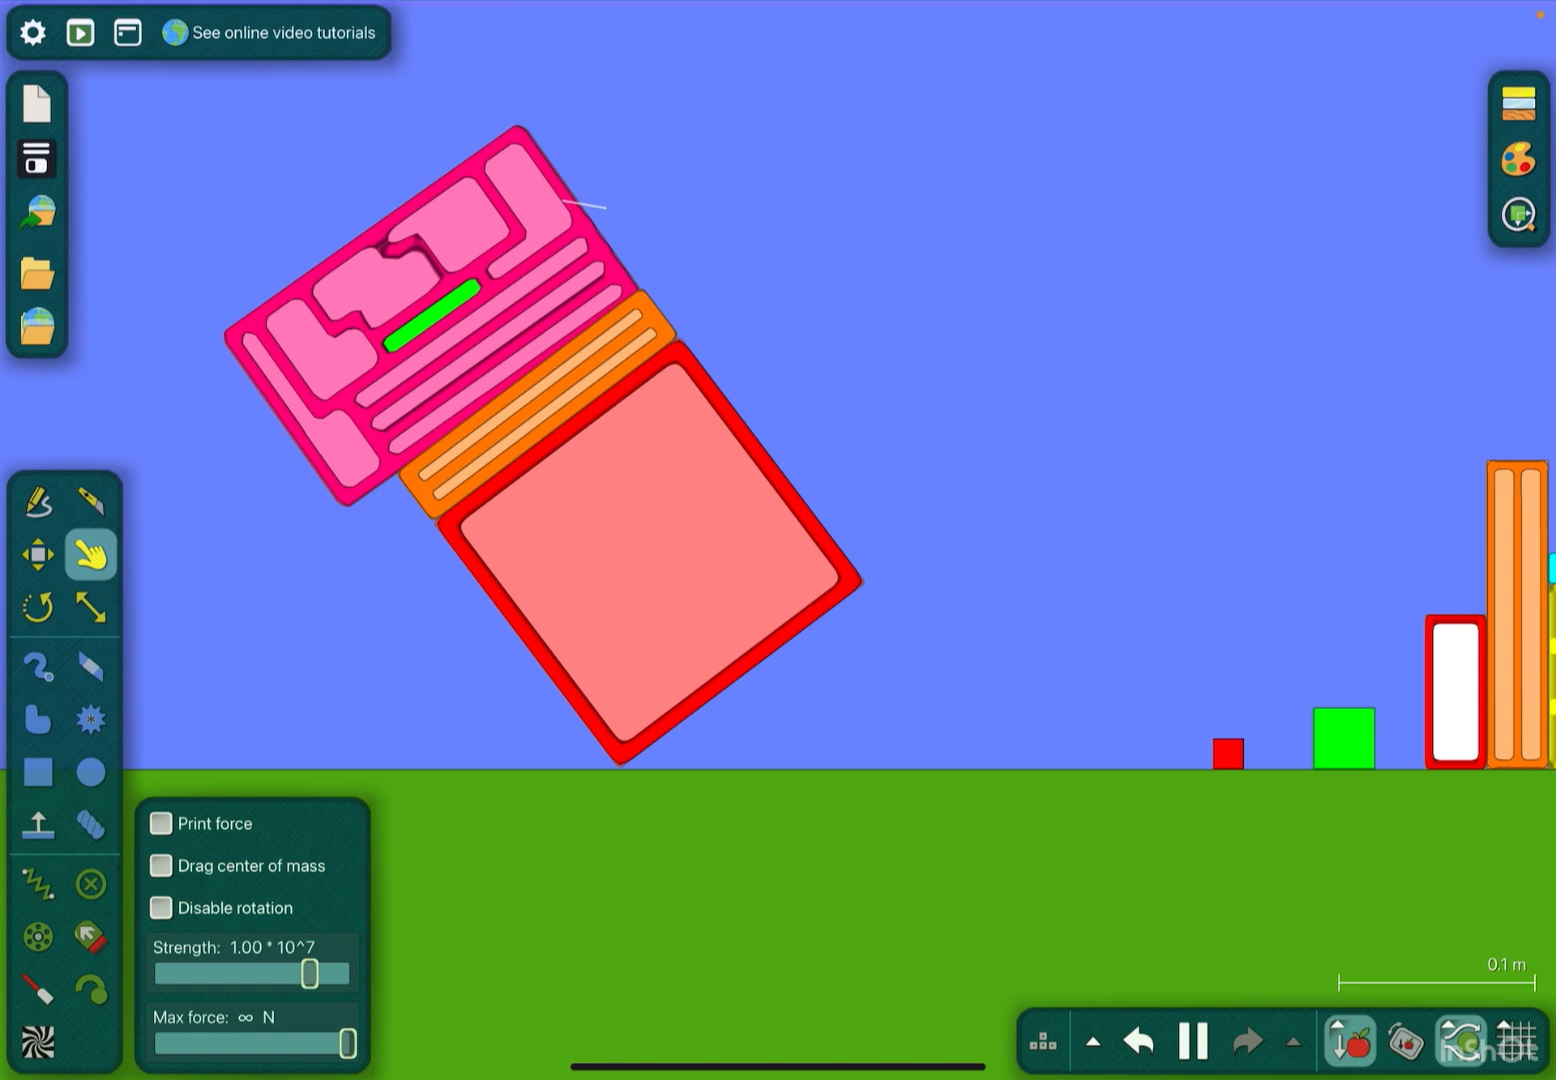 See online video tutorials
Print force
Drag center of mass
Disable rotation
Strength: 1.00 * 10^7
Max force: ∞ N
0.1 m
InShOt